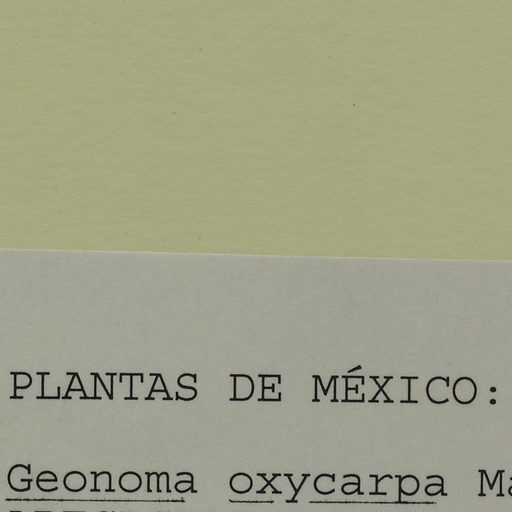 PLANTAS DE MÉXICO:
Geonoma oxycarpa